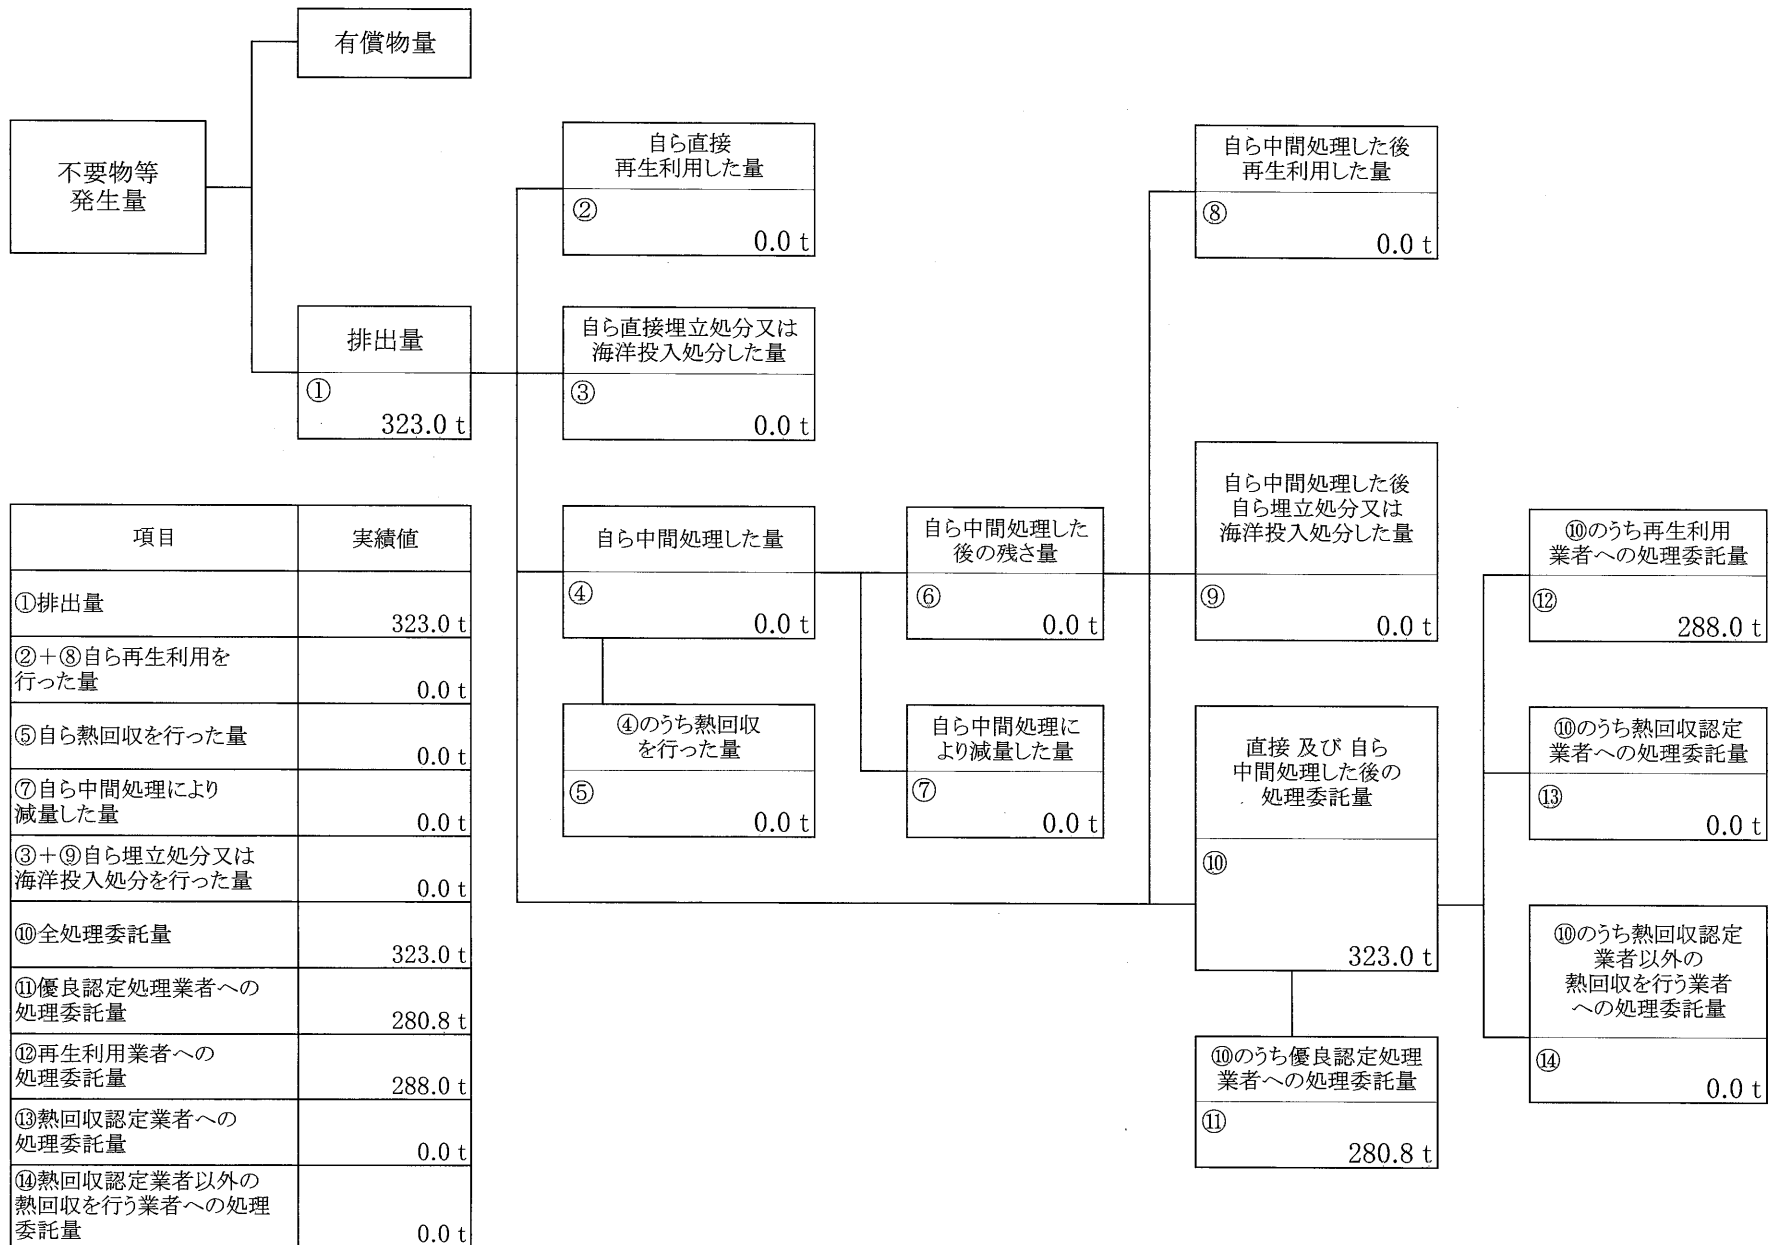 有償物量
不要物等
発生量
排出量
①
323.0 t
自ら直接
再生利用した量
②
0.0 t
自ら直接埋立処分又は
海洋投入処分した量
③
0.0 t
自ら中間処理した量
④
0.0 t
④のうち熱回収
を行った量
⑤
0.0 t
自ら中間処理した
後の残さ量
⑥
0.0 t
自ら中間処理に
より減量した量
⑦
0.0 t
自ら中間処理した後
再生利用した量
⑧
0.0 t
自ら中間処理した後
自ら埋立処分又は
海洋投入処分した量
⑨
0.0 t
直接 及び 自ら
中間処理した後の
処理委託量
⑩
323.0 t
⑩のうち優良認定処理
業者への処理委託量
⑪
280.8 t
⑩のうち再生利用
業者への処理委託量
⑫
288.0 t
⑩のうち熱回収認定
業者への処理委託量
⑬
0.0 t
⑩のうち熱回収認定
業者以外の
熱回収を行う業者
への処理委託量
⑭
0.0 t
項目 実績値
①排出量
323.0 t
②+⑧自ら再生利用を
行った量
0.0 t
⑤自ら熱回収を行った量
0.0 t
⑦自ら中間処理により
減量した量
0.0 t
③+⑨自ら埋立処分又は
海洋投入処分を行った量
0.0 t
⑩全処理委託量
323.0 t
⑪優良認定処理業者への
処理委託量
280.8 t
⑫再生利用業者への
処理委託量
288.0 t
⑬熱回収認定業者への
処理委託量
0.0 t
⑭熱回収認定業者以外の
熱回収を行う業者への処理
委託量
0.0 t